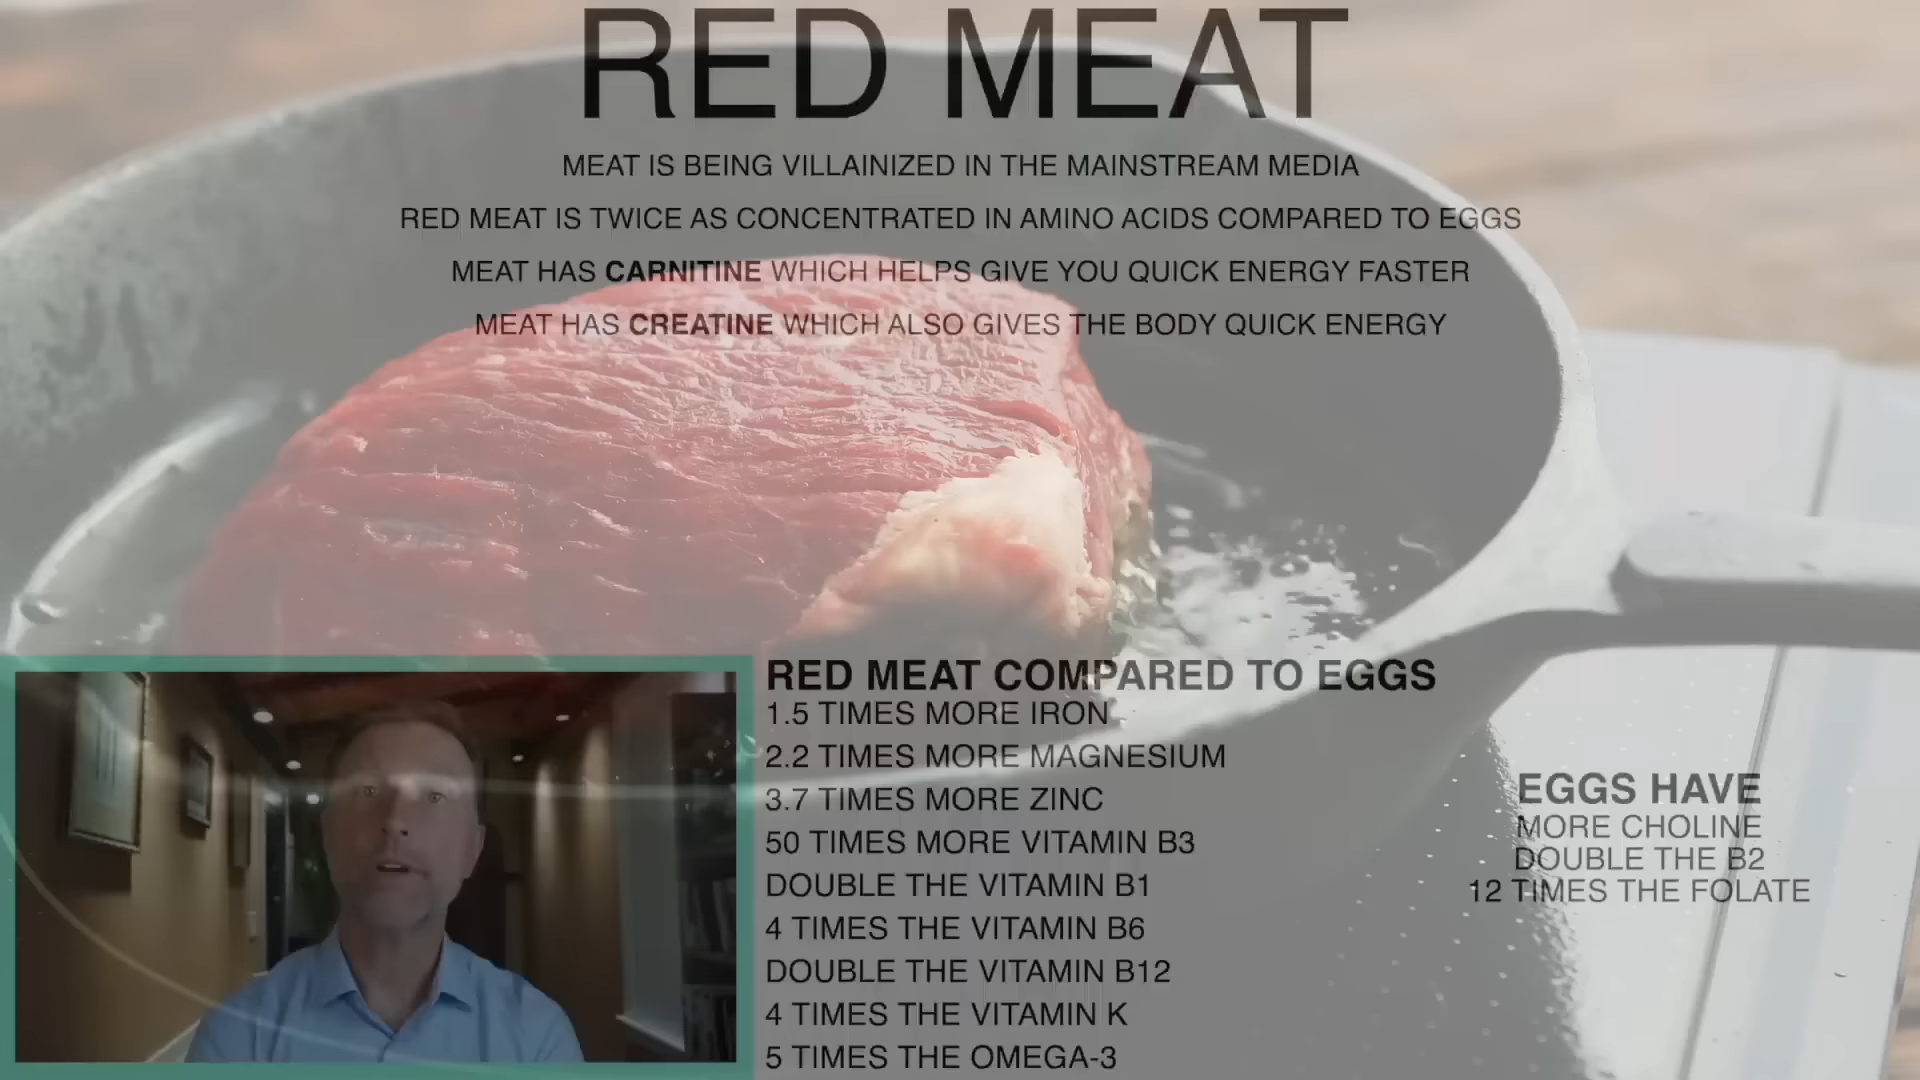 RED MEAT
MEAT IS BEING VILLAINIZED IN THE MAINSTREAM MEDIA
RED MEAT IS TWICE AS CONCENTRATED IN AMINO ACIDS COMPARED TO EGGS
MEAT HAS CARNITINE WHICH HELPS GIVE YOU QUICK ENERGY FASTER
MEAT HAS CREATINE WHICH ALSO GIVES THE BODY QUICK ENERGY
RED MEAT COMPARED TO EGGS
1.5 TIMES MORE IRON
2.2 TIMES MORE MAGNESIUM
3.7 TIMES MORE ZINC
50 TIMES MORE VITAMIN B3
DOUBLE THE VITAMIN B1
4 TIMES THE VITAMIN B6
DOUBLE THE VITAMIN B12
4 TIMES THE VITAMIN K
5 TIMES THE OMEGA-3
EGGS HAVE
MORE CHOLINE
DOUBLE THE B2
12 TIMES THE FOLATE